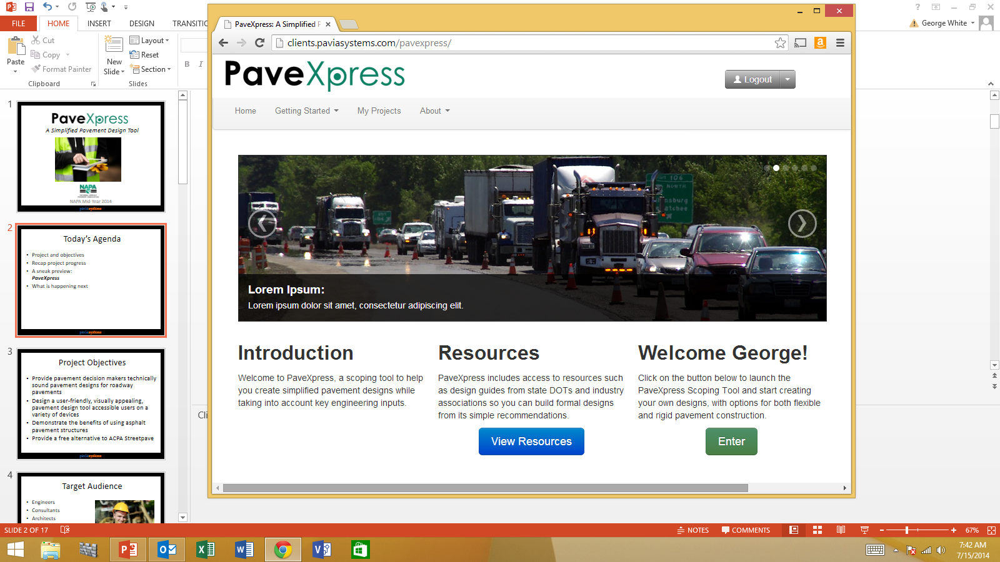 FILE
HOME
INSERT
DESIGN
TRANSITIO
George White
Paste
Cut
Copy
Format Painter
Clipboard
New
Slide
Layout
Reset
Section
Slides
B I
PaveXpress: A Simplified P
clients.paviasystems.com/pavexpress/
PaveXpress
Logout
Home
Getting Started
My Projects
About
106
NORTH
Lorem Ipsum:
Lorem ipsum dolor sit amet, consectetur adipiscing elit.
Introduction
Welcome to PaveXpress, a scoping tool to help
you create simplified pavement designs while
taking into account key engineering inputs.
Resources
PaveXpress includes access to resources such
as design guides from state DOTs and industry
associations so you can build formal designs
from its simple recommendations.
View Resources
Welcome George!
Click on the button below to launch the
PaveXpress Scoping Tool and start creating
your own designs, with options for both flexible
and rigid pavement construction.
Enter
1
PaveXpress
A Simplified Pavement Design Tool
NAPA
NAPA Mid-Year 2014
paviasystems
2
Today's Agenda
• Project and objectives
• Recap project progress
• A sneak preview:
PaveXpress
• What is happening next
paviasystems
3
Project Objectives
• Provide pavement decision makers technically
sound pavement designs for roadway
pavements
• Design a user-friendly, visually appealing,
pavement design tool accessible users on a
variety of devices
• Demonstrate the benefits of using asphalt
pavement structures
• Provide a free alternative to ACPA Streetpave
paviasystems
4
Target Audience
• Engineers
• Consultants
• Architects
Cli
SLIDE 2 OF 17
NOTES
COMMENTS
67%
7:42 AM
7/15/2014